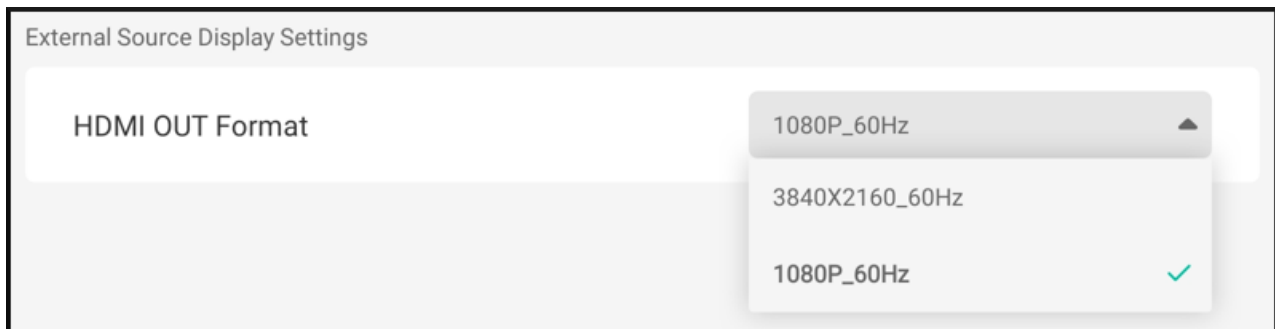 External Source Display Settings
HDMI OUT Format
1080P_60Hz
3840X2160_60Hz
1080P_60Hz